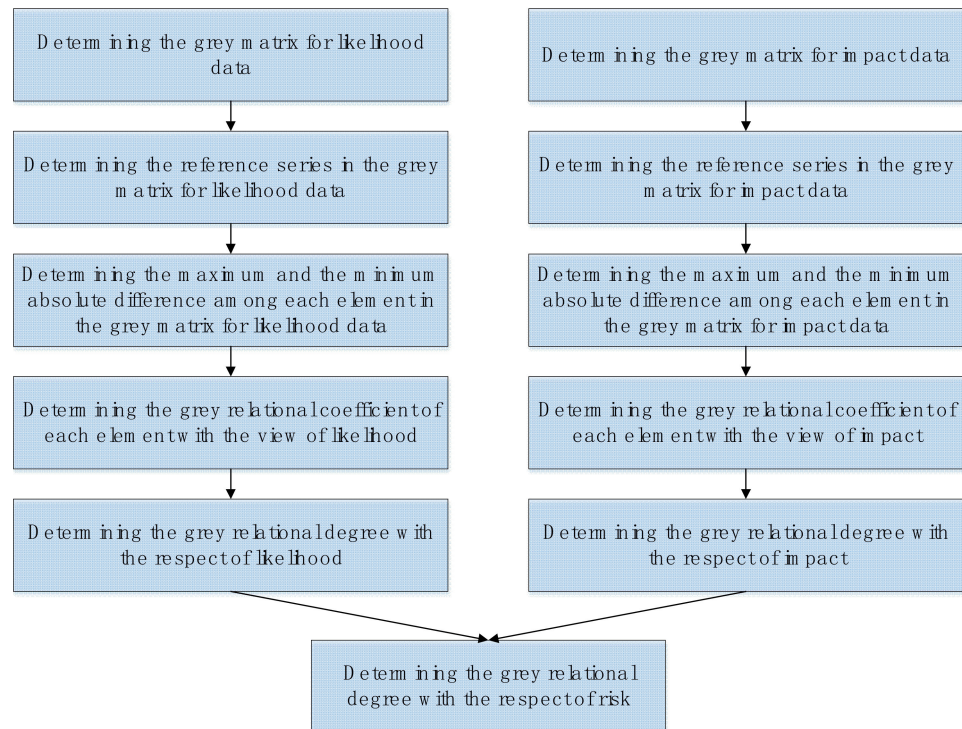 Determining the grey matrix for likelihood
data
Determining the reference series in the grey
matrix for likelihood data
Determining the maximum and the minimum
absolute difference among each element in
the grey matrix for likelihood data
Determining the grey relational coefficient of
each element with the view of likelihood
Determining the grey relational degree with
the respect of likelihood
Determining the grey matrix for impact data
Determining the reference series in the grey
matrix for impact data
Determining the maximum and the minimum
absolute difference among each element in
the grey matrix for impact data
Determining the grey relational coefficient of
each element with the view of impact
Determining the grey relational degree with
the respect of impact
Determining the grey relational
degree with the respect of risk